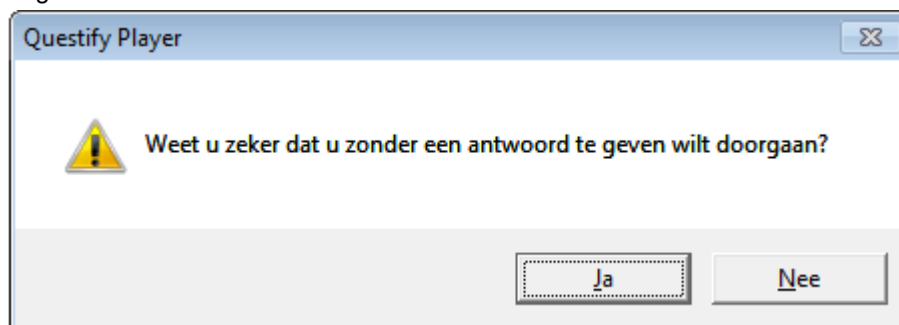 Questify Player
Weet u zeker dat u zonder een antwoord te geven wilt doorgaan?
Ja
Nee